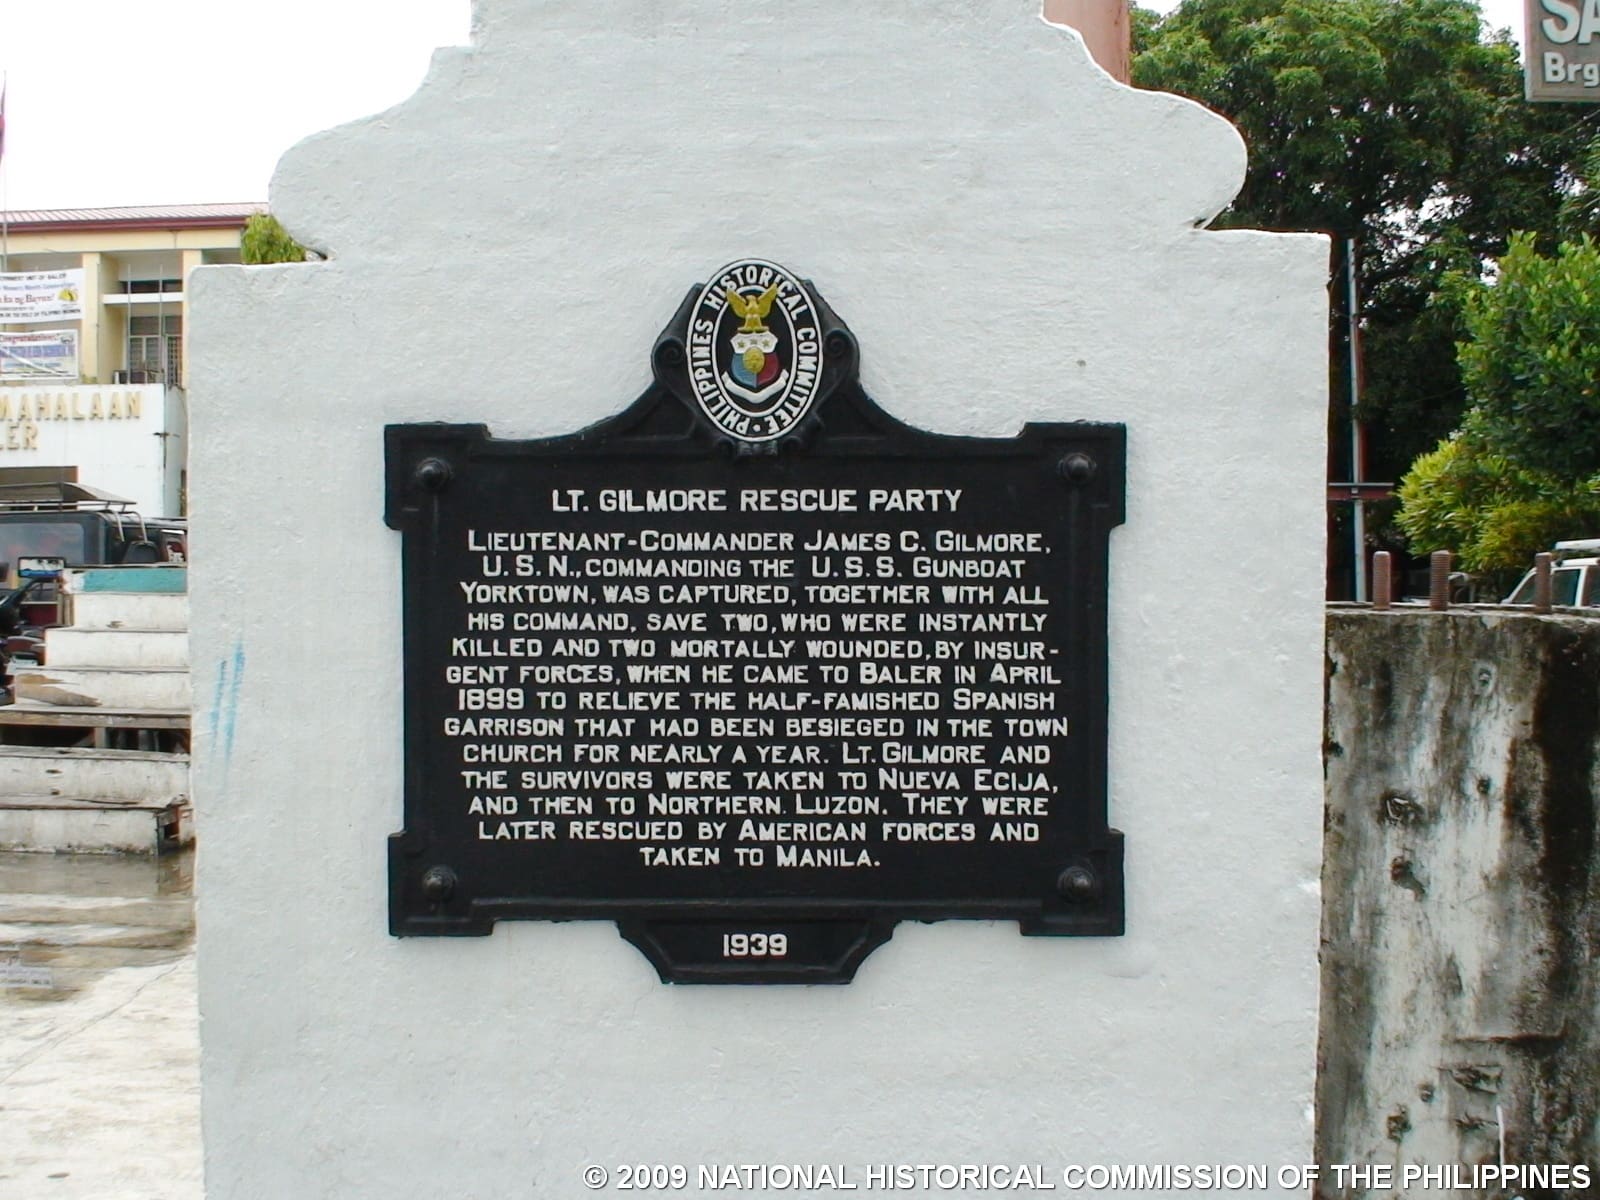 SA
Brg
PHILIPPINES HISTORICAL COMMITTEE
LT. GILMORE RESCUE PARTY
LIEUTENANT-COMMANDER JAMES C. GILMORE,
U.S.N., COMMANDING THE U.S.S. GUNBOAT
YORKTOWN, WAS CAPTURED, TOGETHER WITH ALL
HIS COMMAND, SAVE TWO, WHO WERE INSTANTLY
KILLED AND TWO MORTALLY WOUNDED, BY INSUR-
GENT FORCES, WHEN HE CAME TO BALER IN APRIL
1899 TO RELIEVE THE HALF-FAMISHED SPANISH
GARRISON THAT HAD BEEN BESIEGED IN THE TOWN
CHURCH FOR NEARLY A YEAR. LT. GILMORE AND
THE SURVIVORS WERE TAKEN TO NUEVA ECIJA,
AND THEN TO NORTHERN LUZON. THEY WERE
LATER RESCUED BY AMERICAN FORCES AND
TAKEN TO MANILA.
1939
MAHALAAN
LER
© 2009 NATIONAL HISTORICAL COMMISSION OF THE PHILIPPINES